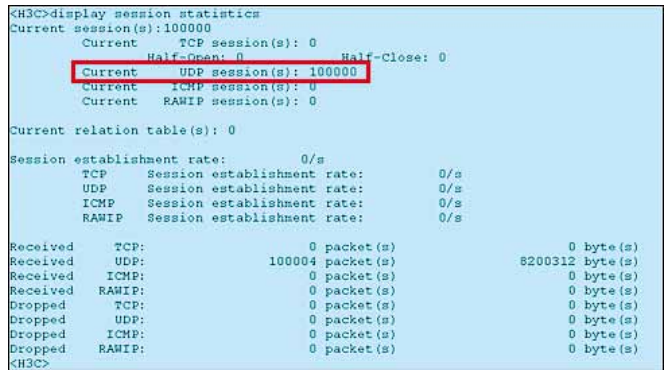 <H3C>display session statistics
Current session(s):100000
Current TCP session(s): 0
Half-Open: 0 Half-Close: 0
Current UDP session(s): 100000
Current ICMP session(s): 0
Current RAWIP session(s): 0
Current relation table(s): 0
Session establishment rate: 0/s
TCP Session establishment rate: 0/s
UDP Session establishment rate: 0/s
ICMP Session establishment rate: 0/s
RAWIP Session establishment rate: 0/s
Received TCP: 0 packet(s) 0 byte(s)
Received UDP: 100004 packet(s) 8200312 byte(s)
Received ICMP: 0 packet(s) 0 byte(s)
Received RAWIP: 0 packet(s) 0 byte(s)
Dropped TCP: 0 packet(s) 0 byte(s)
Dropped UDP: 0 packet(s) 0 byte(s)
Dropped ICMP: 0 packet(s) 0 byte(s)
Dropped RAWIP: 0 packet(s) 0 byte(s)
<H3C>